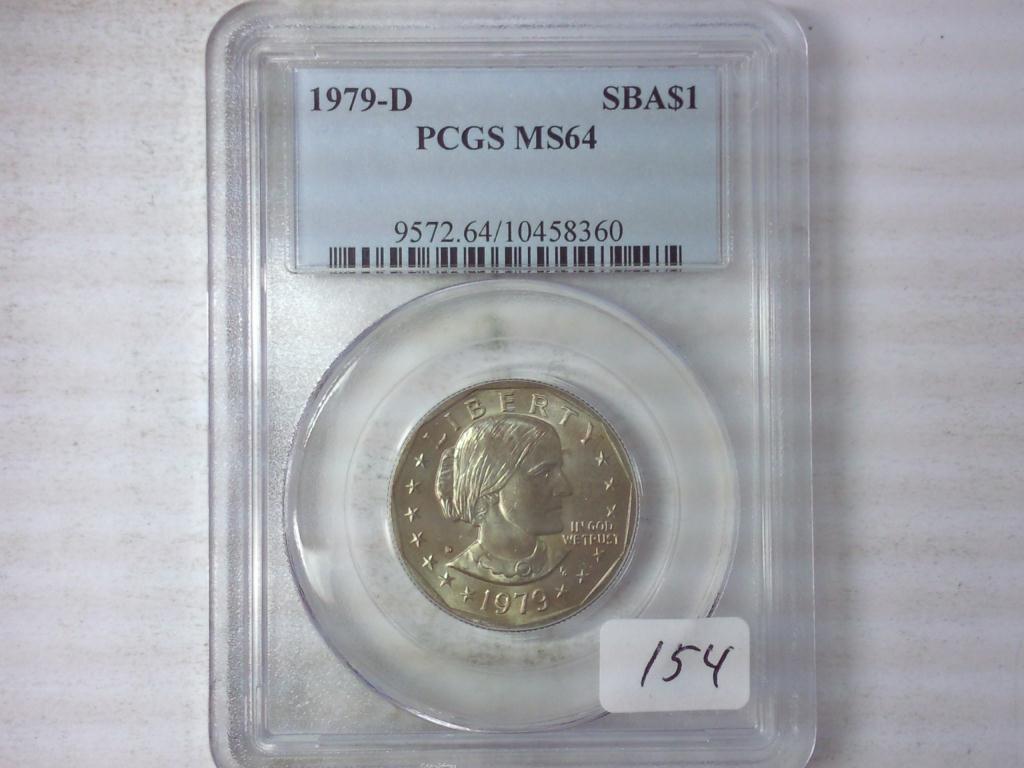 1979-D SBA$1
PCGS MS64
9572.64/10458360
LIBERTY
IN GOD
WE TRUST
D
1979
154